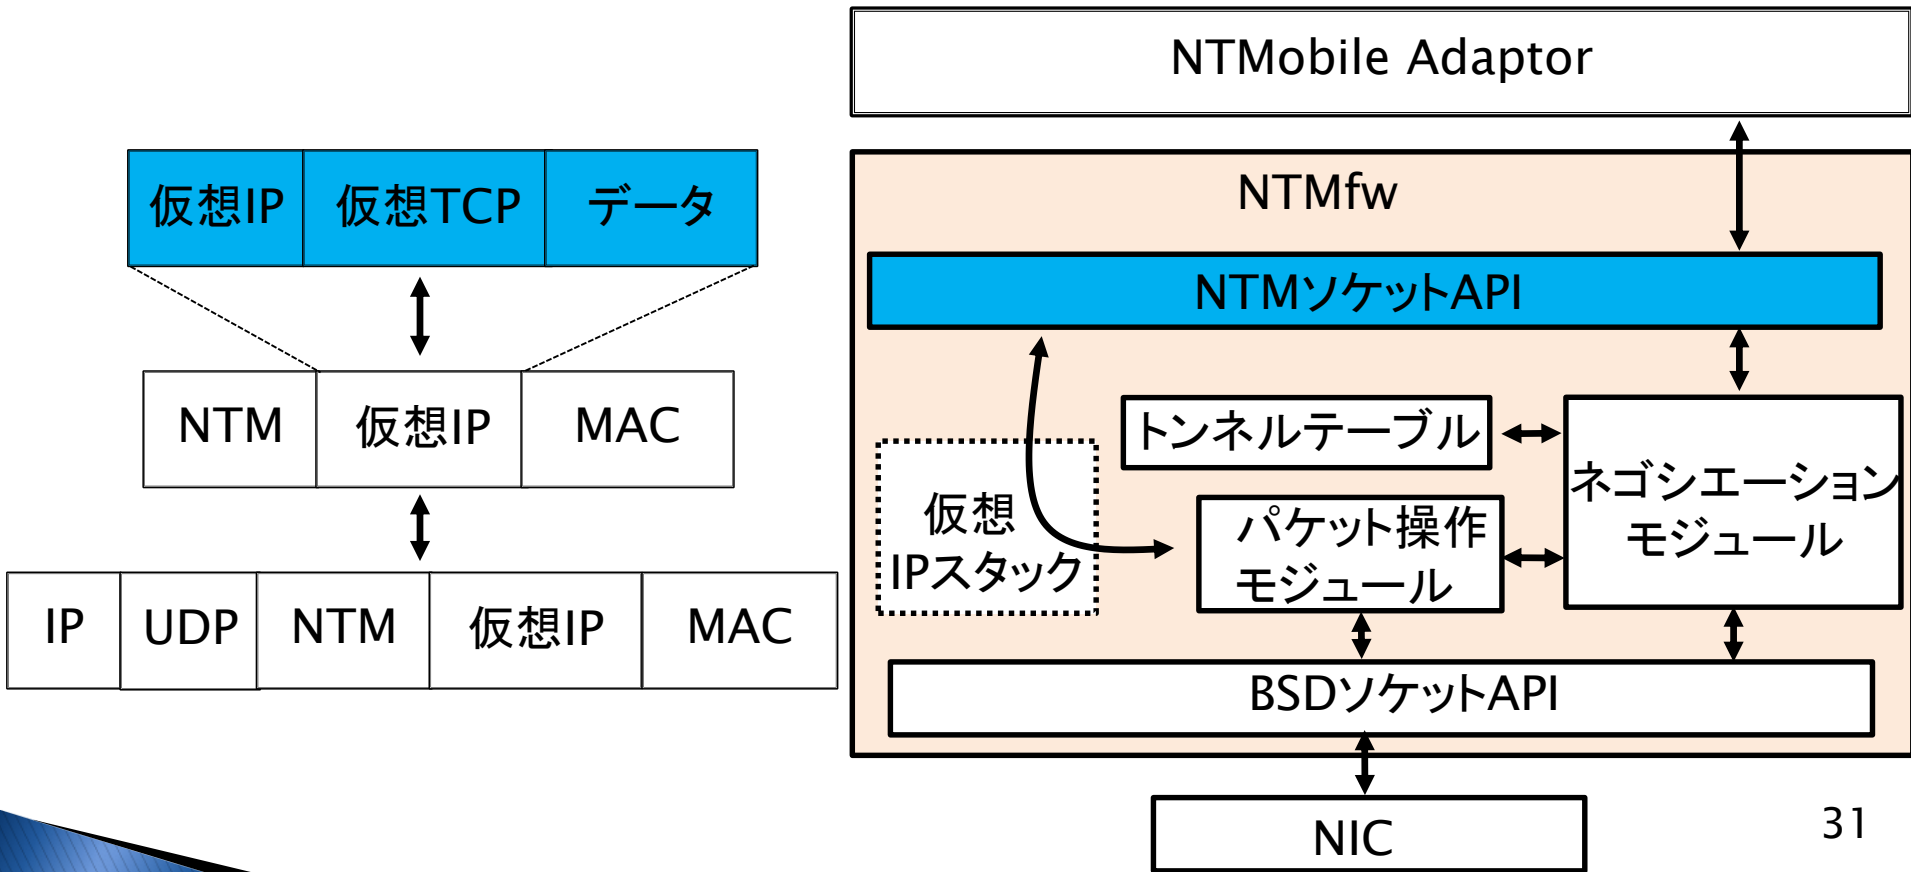 NTMobile Adaptor
仮想IP 仮想TCP データ
NTM 仮想IP MAC
IP UDP NTM 仮想IP MAC
NTMfw
NTMソケットAPI
トンネルテーブル
仮想
IPスタック
パケット操作
モジュール
ネゴシエーション
モジュール
BSDソケットAPI
NIC
31